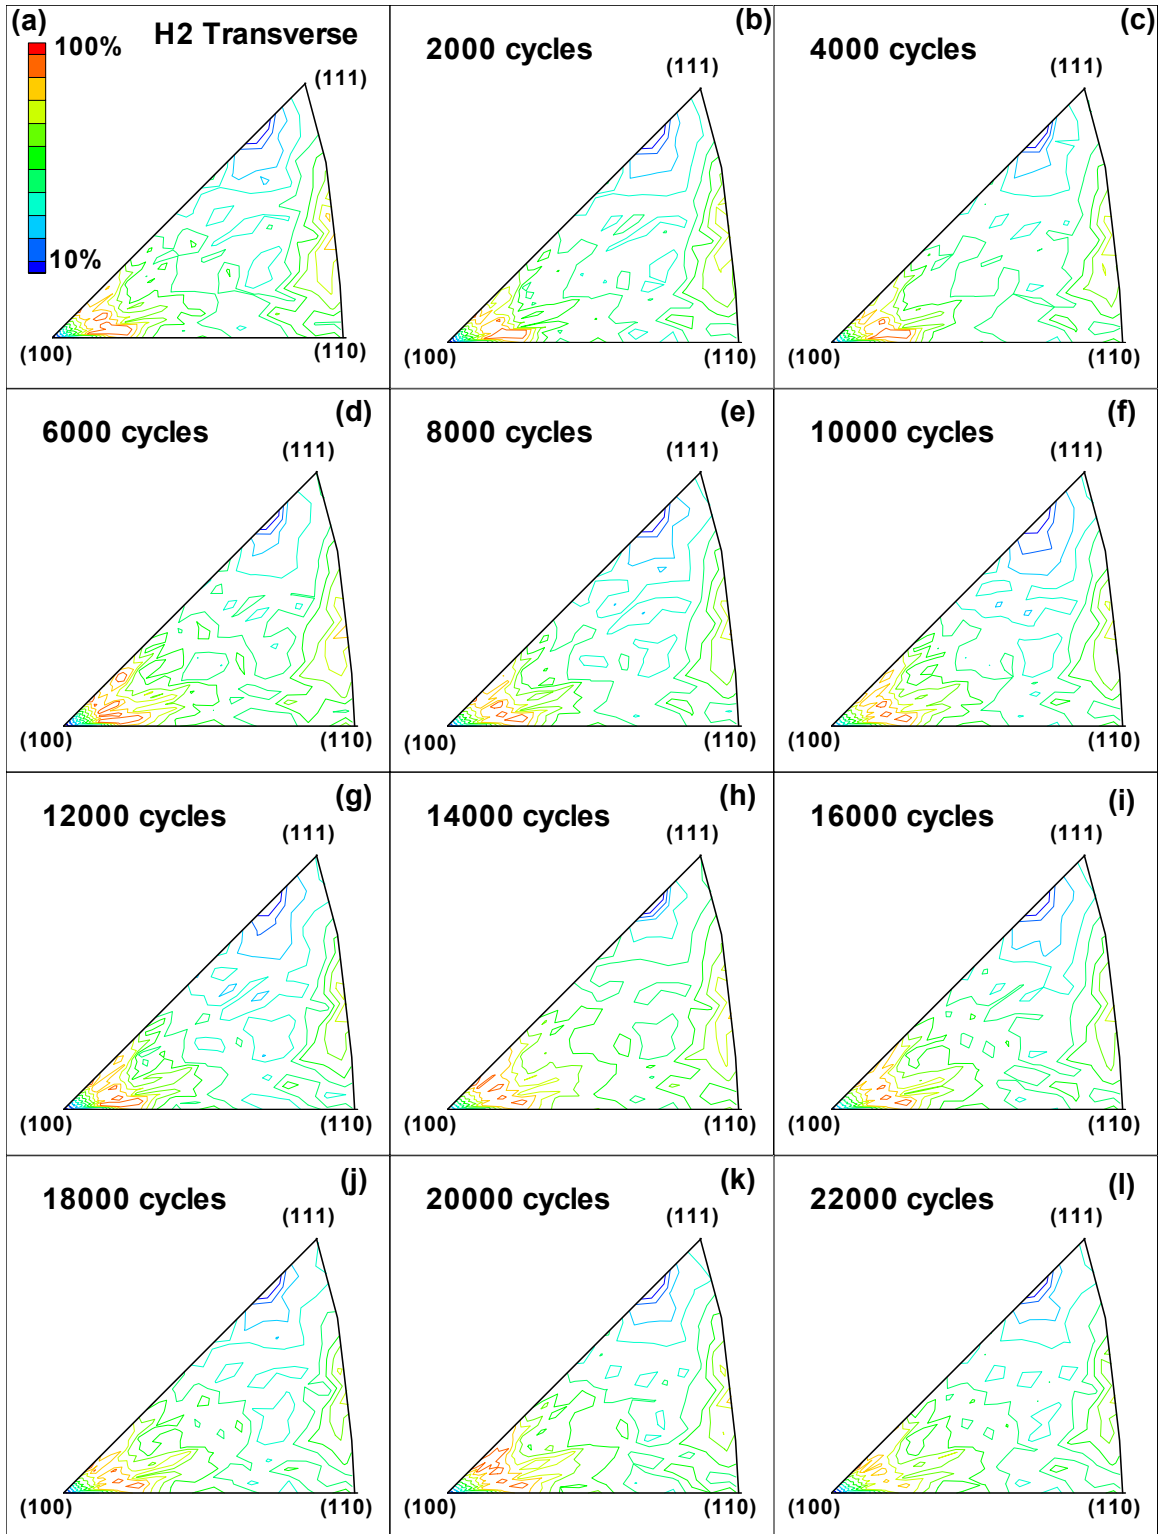 (a)
H2 Transverse
100%
10%
(111)
(100)
(110)
(b)
2000 cycles
(111)
(100)
(110)
(c)
4000 cycles
(111)
(100)
(110)
(d)
6000 cycles
(111)
(100)
(110)
(e)
8000 cycles
(111)
(100)
(110)
(f)
10000 cycles
(111)
(100)
(110)
(g)
12000 cycles
(111)
(100)
(110)
(h)
14000 cycles
(111)
(100)
(110)
(i)
16000 cycles
(111)
(100)
(110)
(j)
18000 cycles
(111)
(100)
(110)
(k)
20000 cycles
(111)
(100)
(110)
(l)
22000 cycles
(111)
(100)
(110)